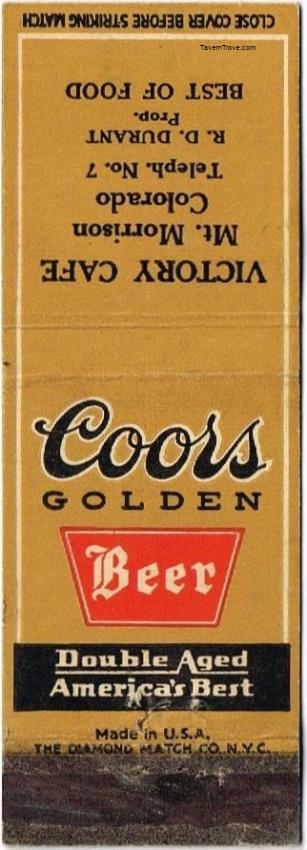 TavernTrove.com
CLOSE COVER BEFORE STRIKING MATCH
VICTORY CAFE
Mt. Morrison
Colorado
Teleph. No. 7
R. D. DURANT
Prop.
BEST OF FOOD
Coors
GOLDEN
Beer
Double Aged
America's Best
Made in U.S.A.
THE DIAMOND MATCH CO. N.Y.C.